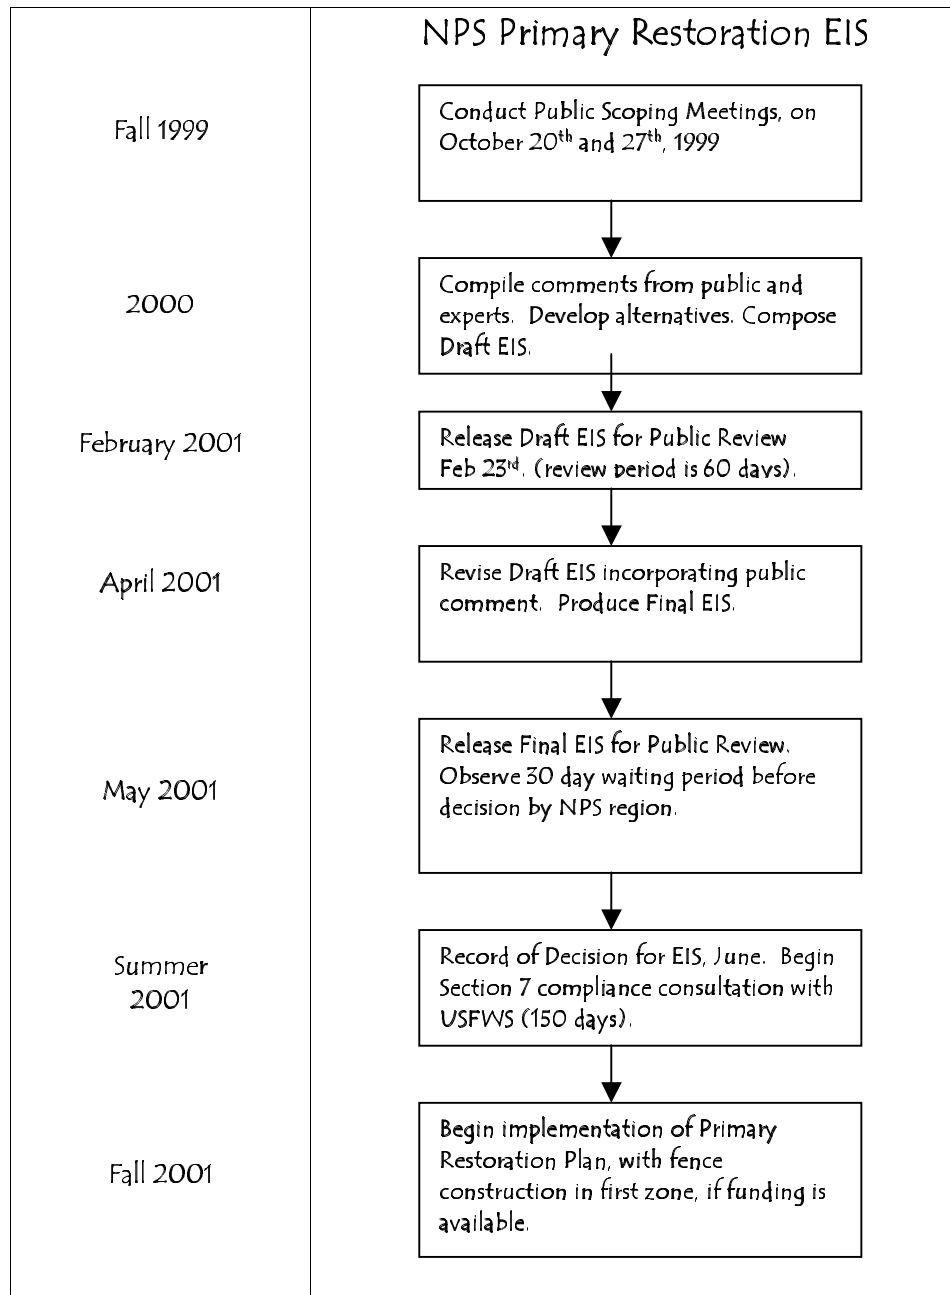 NPS Primary Restoration EIS
Fall 1999
Conduct Public Scoping Meetings, on
October 20th and 27th, 1999
2000
Compile comments from public and
experts. Develop alternatives. Compose
Draft EIS.
February 2001
Release Draft EIS for Public Review
Feb 23rd. (review period is 60 days).
April 2001
Revise Draft EIS incorporating public
comment. Produce Final EIS.
May 2001
Release Final EIS for Public Review.
Observe 30 day waiting period before
decision by NPS region.
Summer
2001
Record of Decision for EIS, June. Begin
Section 7 compliance consultation with
USFWS (150 days).
Fall 2001
Begin implementation of Primary
Restoration Plan, with fence
construction in first zone, if funding is
available.